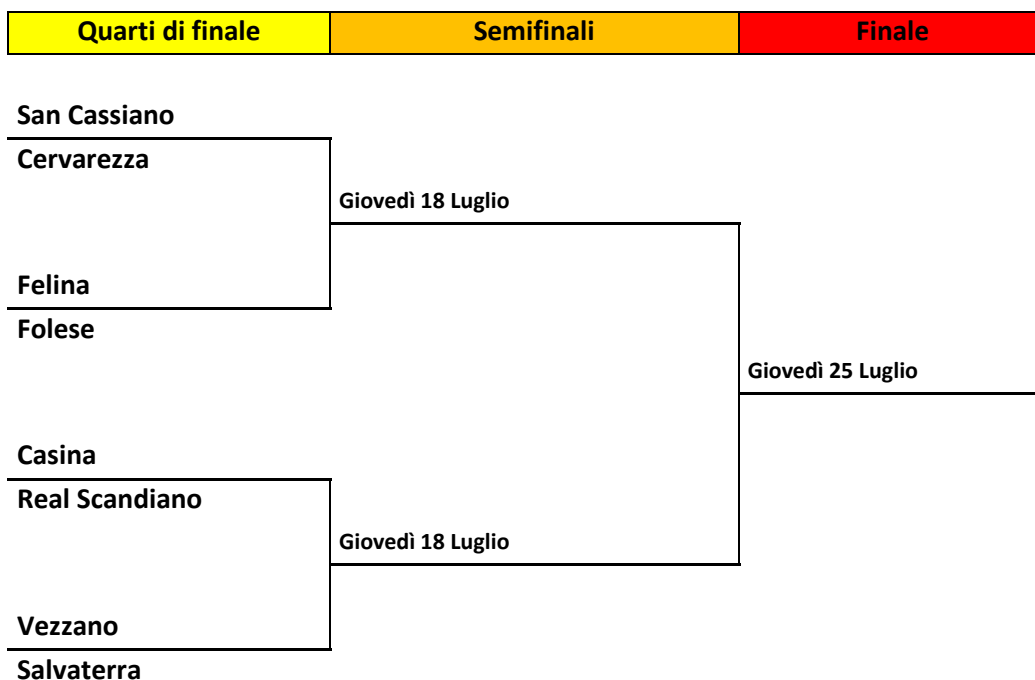 Quarti di finale Semifinali Finale
San Cassiano
Cervarezza
Giovedì 18 Luglio
Felina
Folese
Giovedì 25 Luglio
Casina
Real Scandiano
Giovedì 18 Luglio
Vezzano
Salvaterra